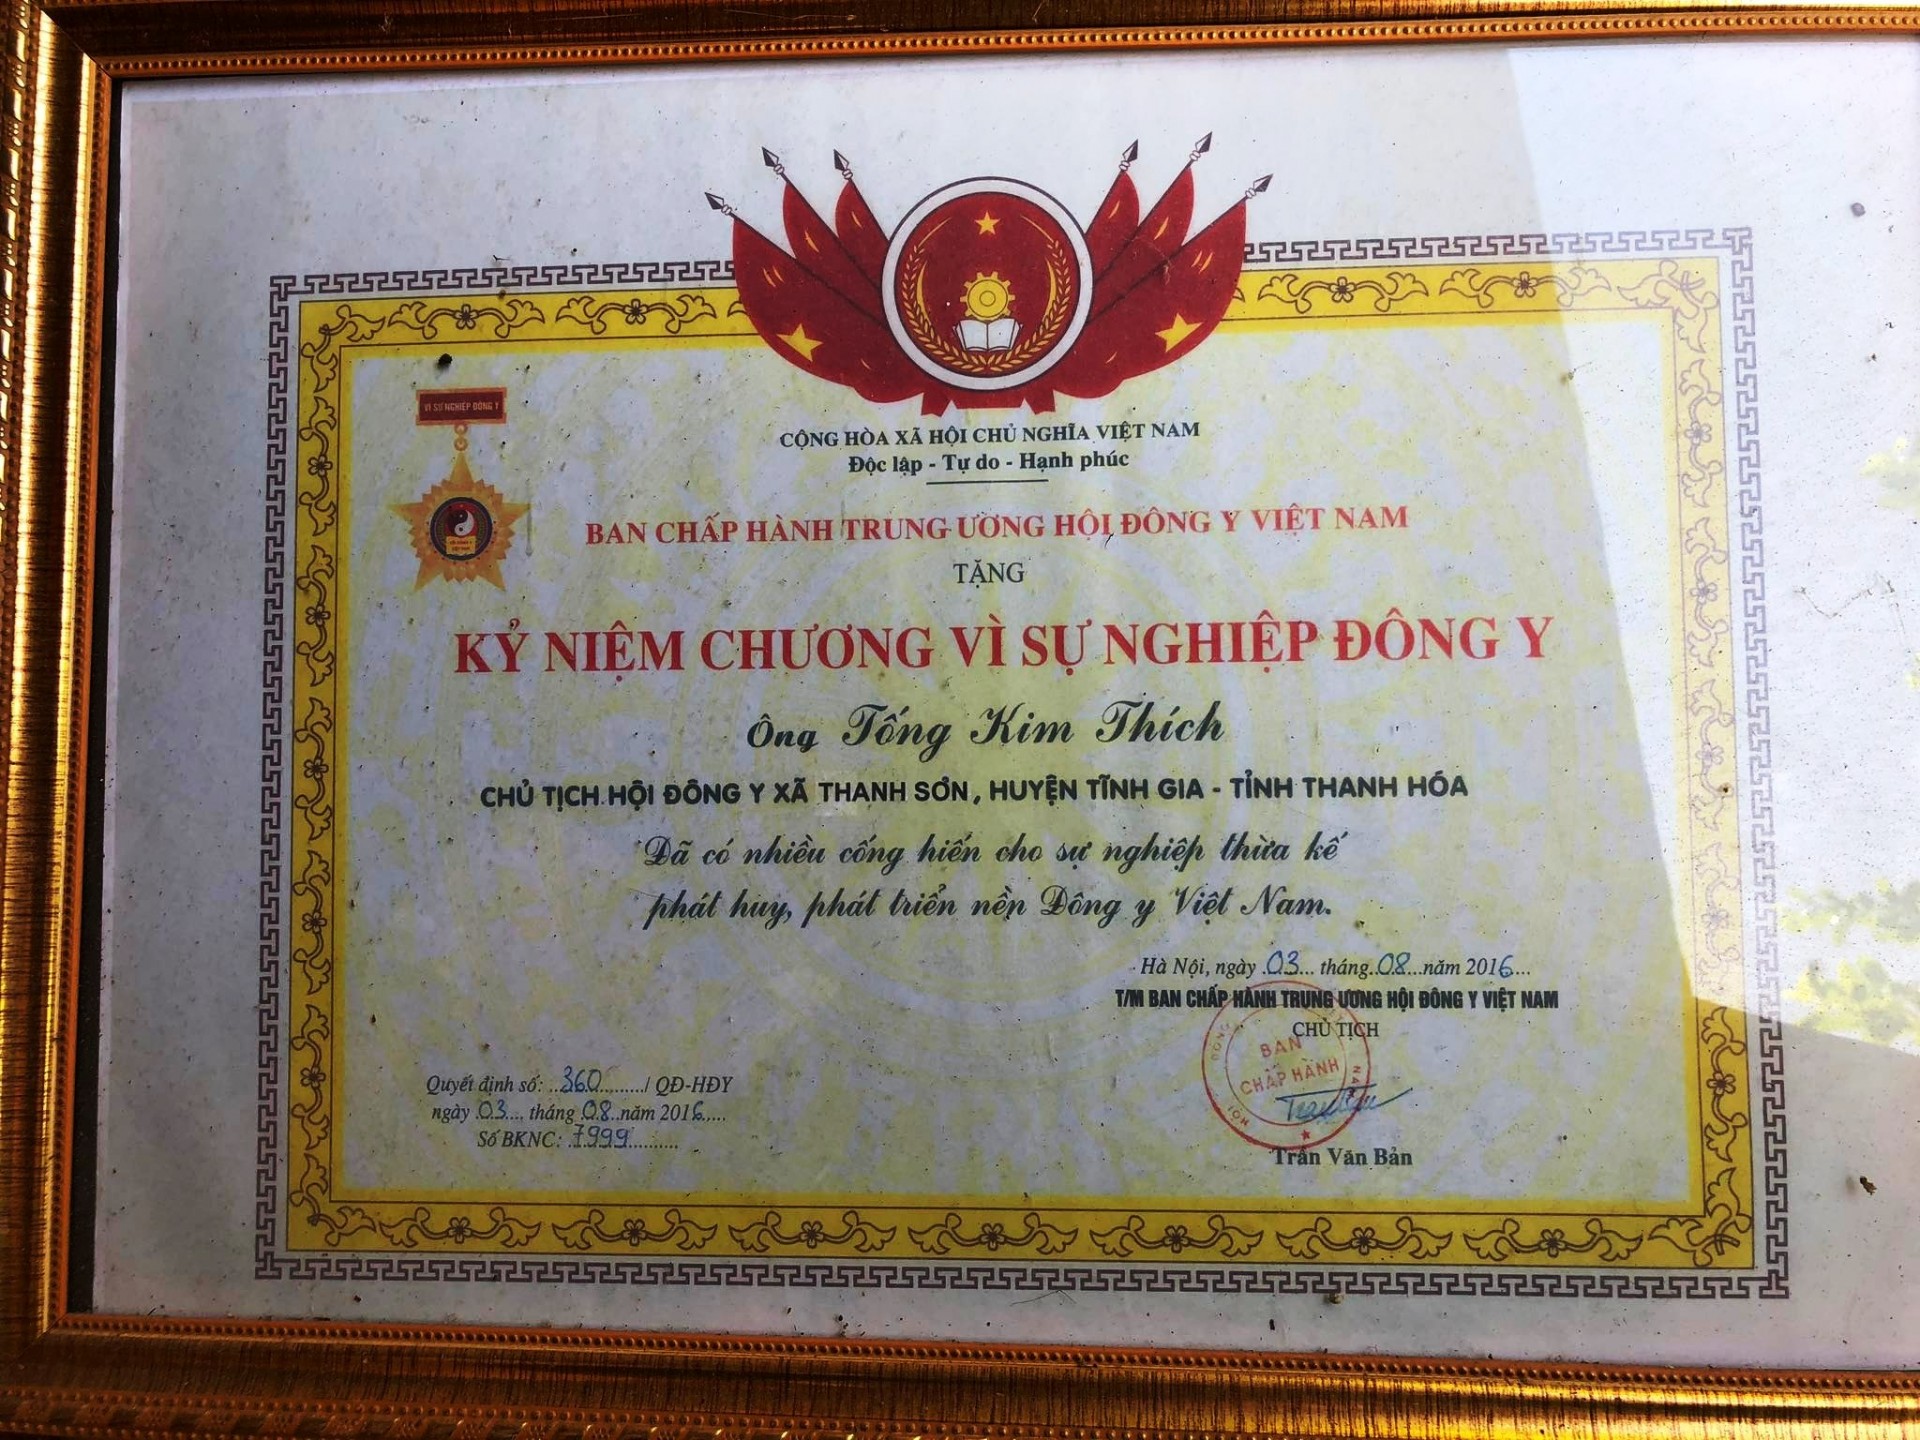 CỘNG HÒA XÃ HỘI CHỦ NGHĨA VIỆT NAM
Độc lập - Tự do - Hạnh phúc
VÌ SỰ NGHIỆP ĐÔNG Y
BAN CHẤP HÀNH TRUNG ƯƠNG HỘI ĐÔNG Y VIỆT NAM
TẶNG
KỶ NIỆM CHƯƠNG VÌ SỰ NGHIỆP ĐÔNG Y
Ông Tống Kim Thích
CHỦ TỊCH HỘI ĐÔNG Y XÃ THANH SƠN, HUYỆN TĨNH GIA - TỈNH THANH HÓA
Đã có nhiều cống hiến cho sự nghiệp thừa kế
phát huy, phát triển nền Đông y Việt Nam.
Hà Nội, ngày 03 tháng 08 năm 2016
T/M BAN CHẤP HÀNH TRUNG ƯƠNG HỘI ĐÔNG Y VIỆT NAM
CHỦ TỊCH
BAN
CHẤP HÀNH
Trần Văn Bản
Quyết định số: 360 / QĐ-HĐY
ngày 03 tháng 08 năm 2016
Số BKNC: 7999